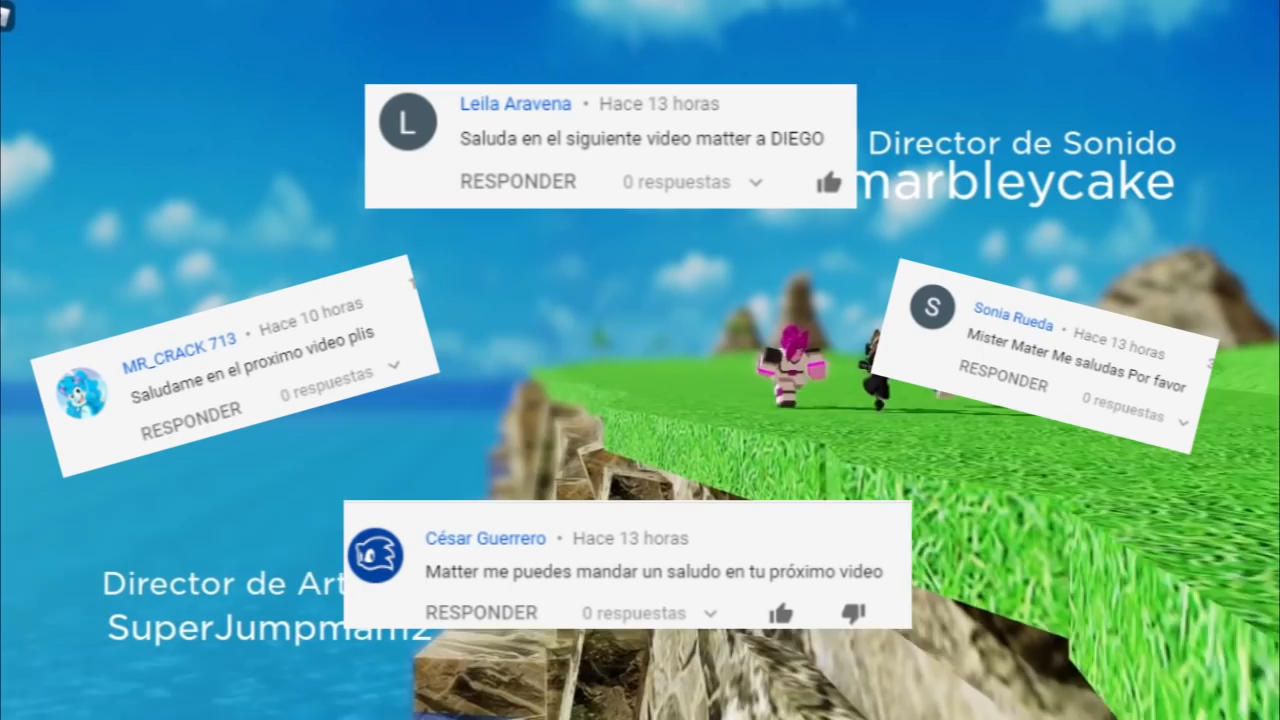 L
Leila Aravena • Hace 13 horas
Saluda en el siguiente video matter a DIEGO
RESPONDER 0 respuestas
Director de Sonido
marbleycake
MR_CRACK 713 • Hace 10 horas
Saludame en el proximo video plis
RESPONDER 0 respuestas
S
Sonia Rueda • Hace 13 horas
Mister Mater Me saludas Por favor
RESPONDER 0 respuestas
César Guerrero • Hace 13 horas
Matter me puedes mandar un saludo en tu próximo video
RESPONDER 0 respuestas
Director de Art